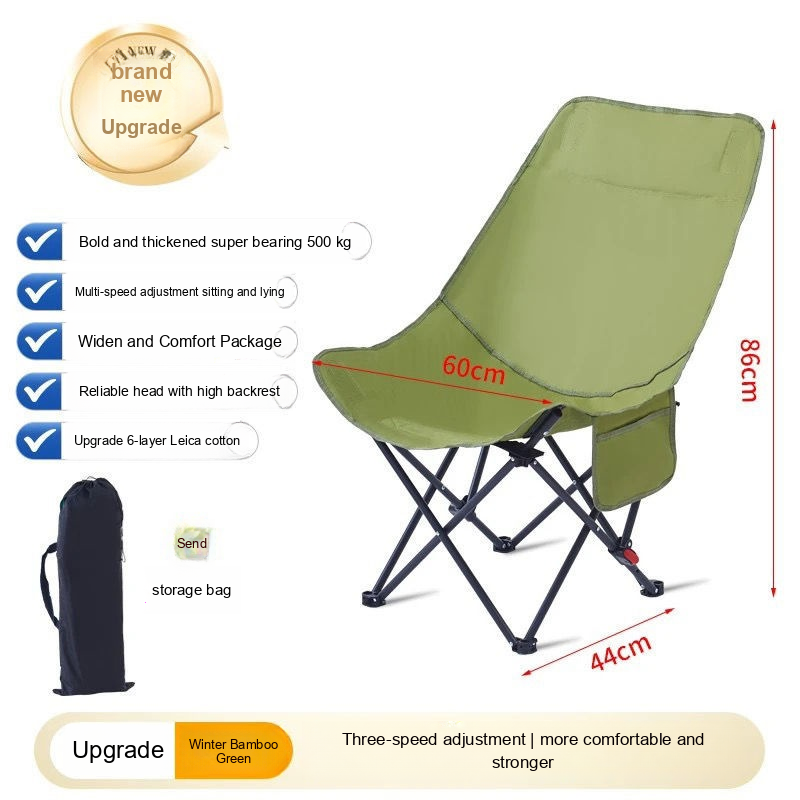 brand
new
Upgrade
Bold and thickened super bearing 500 kg
Multi-speed adjustment sitting and lying
Widen and Comfort Package
Reliable head with high backrest
Upgrade 6-layer Leica cotton
60cm
86cm
44cm
Send
storage bag
Upgrade
Winter Bamboo
Green
Three-speed adjustment | more comfortable and
stronger